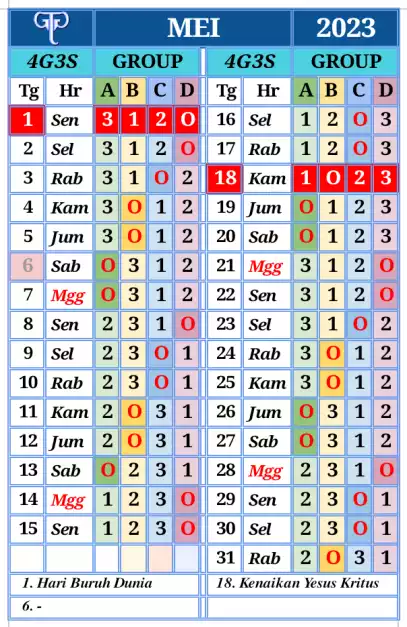 MEI 2023
4G3S GROUP 4G3S GROUP
Tg Hr A B C D Tg Hr A B C D
1 Sen 3 1 2 O 16 Sel 1 2 O 3
2 Sel 3 1 2 O 17 Rab 1 2 O 3
3 Rab 3 1 O 2 18 Kam 1 O 2 3
4 Kam 3 O 1 2 19 Jum O 1 2 3
5 Jum 3 O 1 2 20 Sab O 1 2 3
6 Sab O 3 1 2 21 Mgg 3 1 2 O
7 Mgg O 3 1 2 22 Sen 3 1 2 O
8 Sen 2 3 1 O 23 Sel 3 1 O 2
9 Sel 2 3 O 1 24 Rab 3 O 1 2
10 Rab 2 3 O 1 25 Kam 3 O 1 2
11 Kam 2 O 3 1 26 Jum O 3 1 2
12 Jum 2 O 3 1 27 Sab O 3 1 2
13 Sab O 2 3 1 28 Mgg 2 3 1 O
14 Mgg 1 2 3 O 29 Sen 2 3 O 1
15 Sen 1 2 3 O 30 Sel 2 3 O 1
31 Rab 2 O 3 1
1. Hari Buruh Dunia 18. Kenaikan Yesus Kritus
6. -